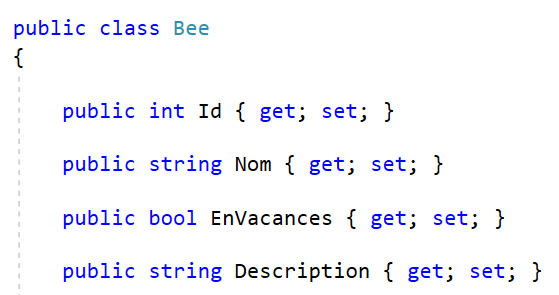 public class Bee
{
public int Id { get; set; }
public string Nom { get; set; }
public bool EnVacances { get; set; }
public string Description { get; set; }